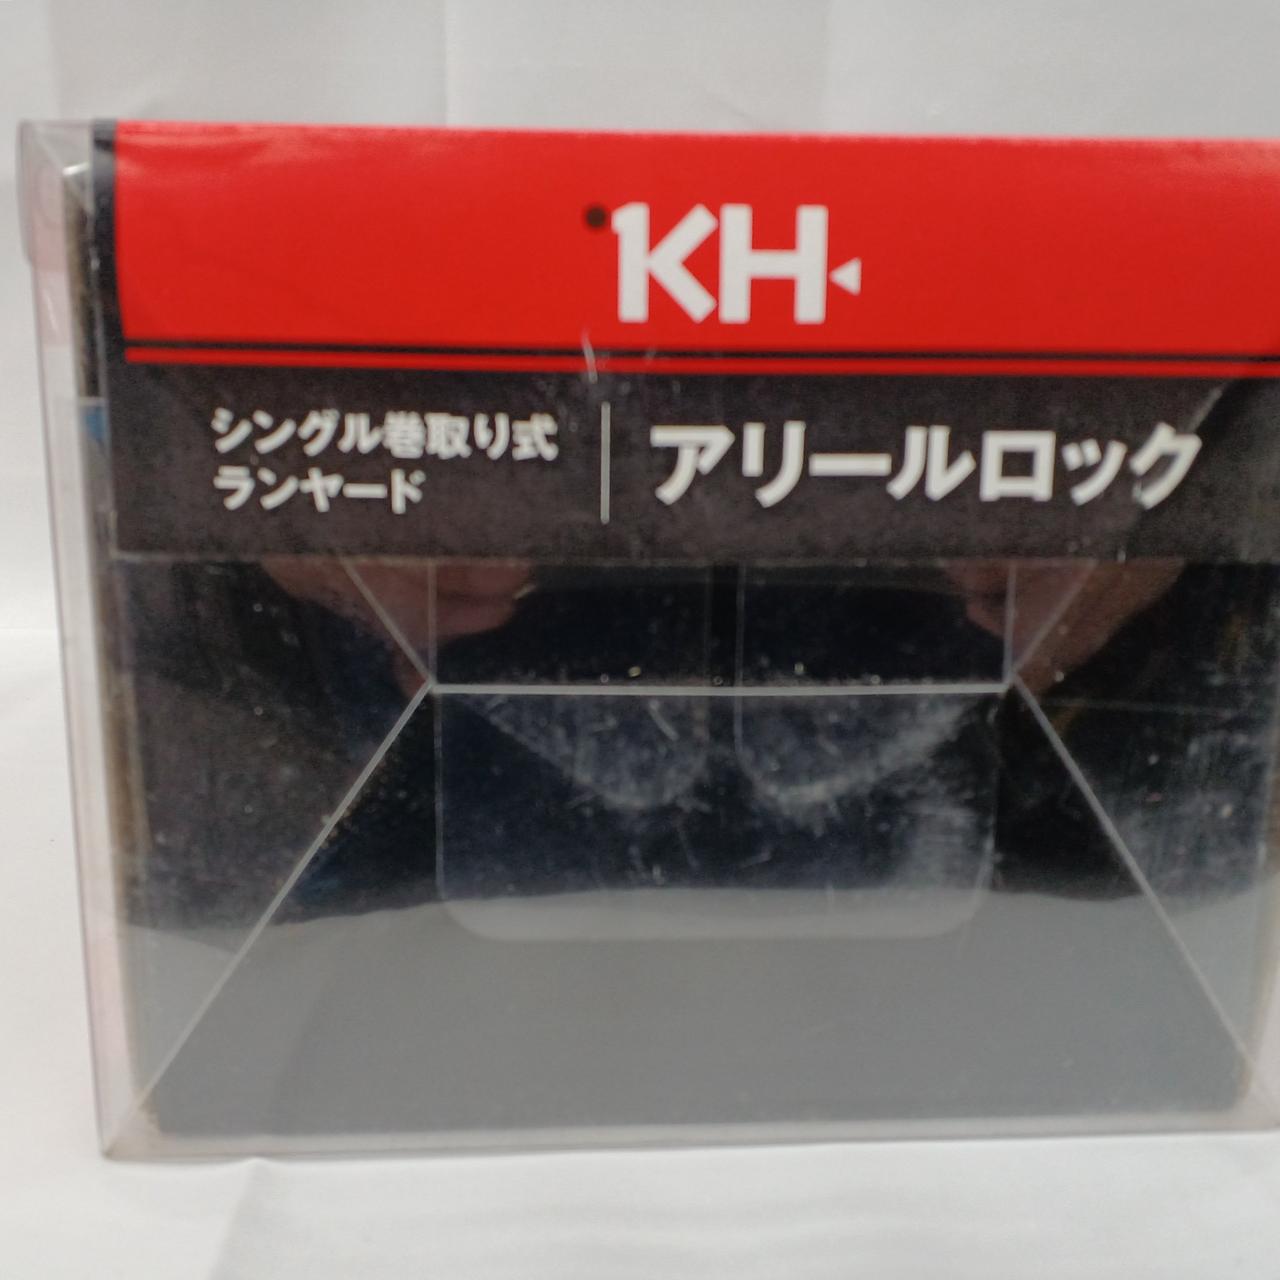 KH
シングル巻取り式
ランヤード
アリールロック